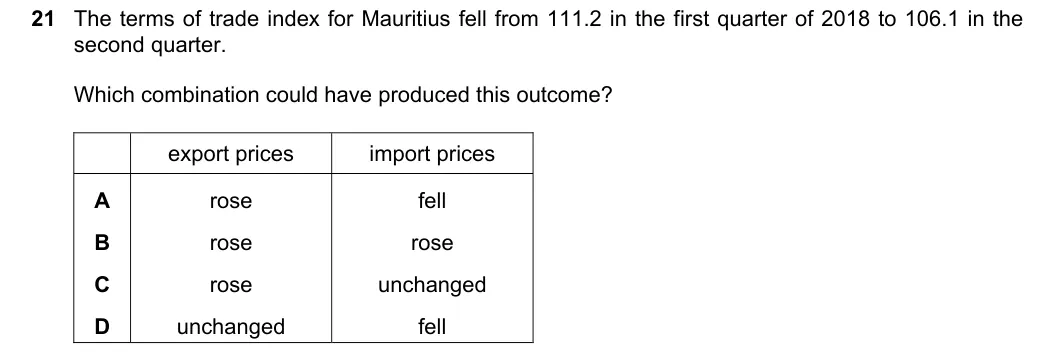 21 The terms of trade index for Mauritius fell from 111.2 in the first quarter of 2018 to 106.1 in the
second quarter.
Which combination could have produced this outcome?
export prices import prices
A rose fell
B rose rose
C rose unchanged
D unchanged fell